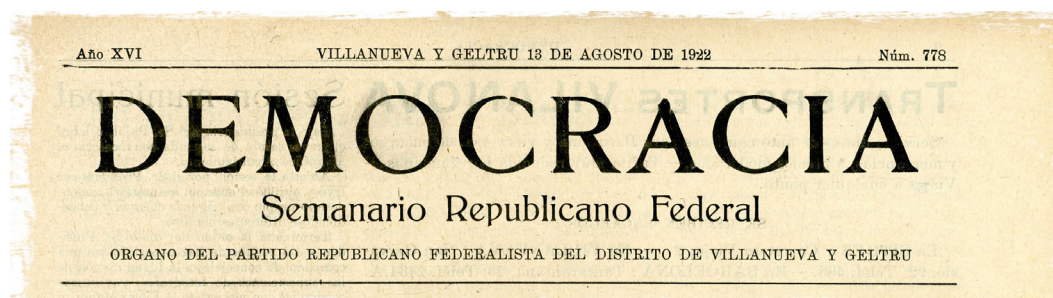 Año XVI VILLANUEVA Y GELTRU 13 DE AGOSTO DE 1922 Núm. 778
DEMOCRACIA
Semanario Republicano Federal
ORGANO DEL PARTIDO REPUBLICANO FEDERALISTA DEL DISTRITO DE VILLANUEVA Y GELTRU